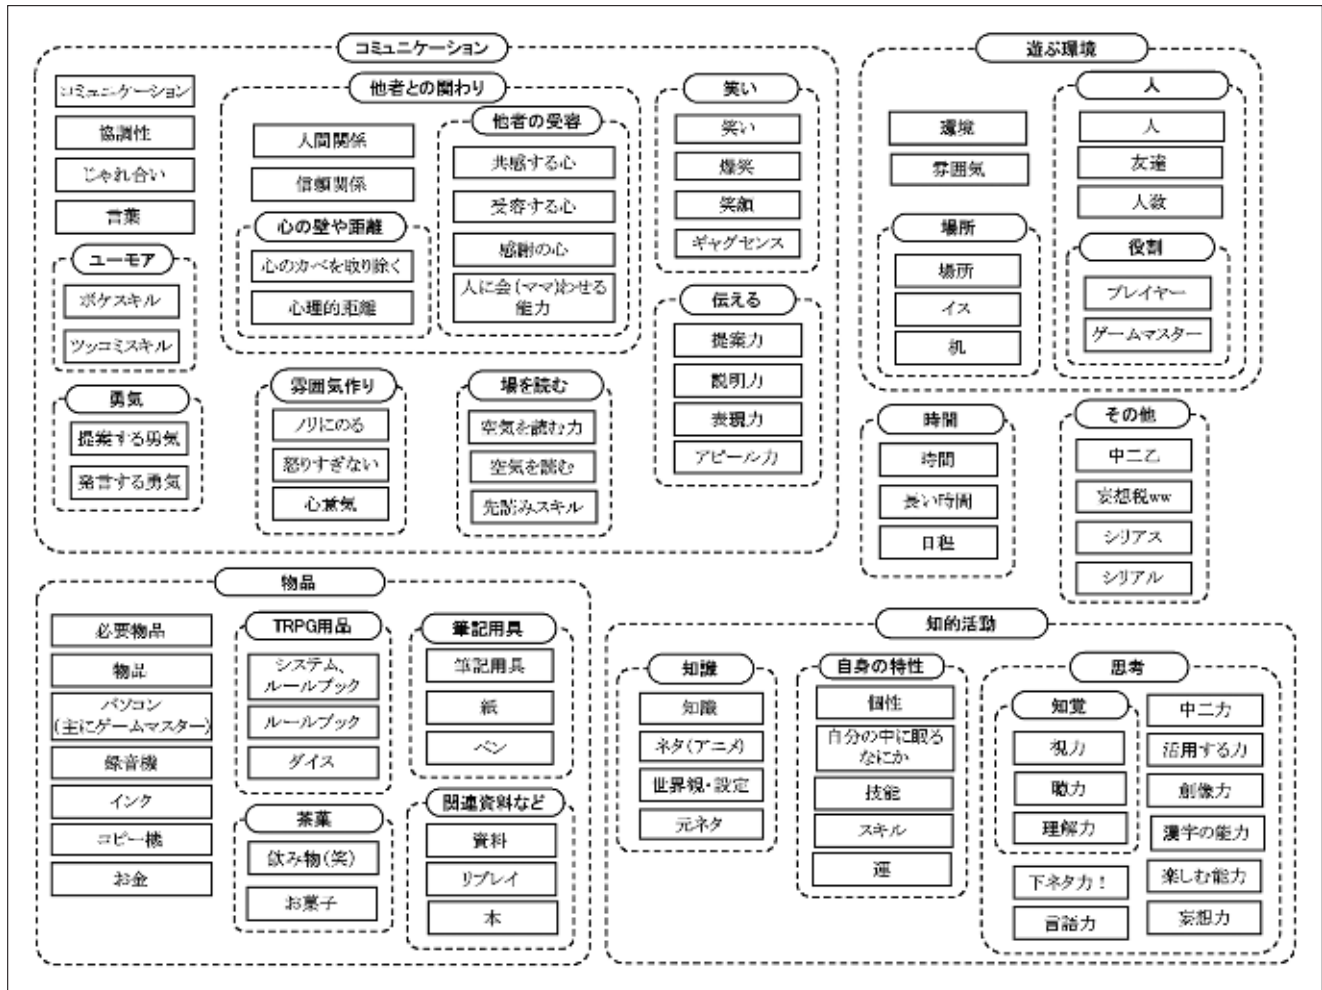 コミュニケーション
コミュニケーション
協調性
じゃれ合い
言葉
ユーモア
ボケスキル
ツッコミスキル
勇気
提案する勇気
発言する勇気
他者との関わり
人間関係
信頼関係
心の壁や距離
心のカベを取り除く
心理的距離
他者の受容
共感する心
受容する心
感謝の心
人に会(ママ)わせる
能力
雰囲気作り
ノリにのる
怒りすぎない
心意気
場を読む
空気を読む力
空気を読む
先読みスキル
笑い
笑い
爆笑
笑顔
ギャグセンス
伝える
提案力
説明力
表現力
アピール力
遊ぶ環境
環境
雰囲気
場所
場所
イス
机
人
人
友達
人数
役割
プレイヤー
ゲームマスター
時間
時間
長い時間
日程
その他
中二乙
妄想税ww
シリアス
シリアル
物品
必要物品
物品
パソコン
(主にゲームマスター)
録音機
インク
コピー機
お金
TRPG用品
システム、
ルールブック
ルールブック
ダイス
茶菓
飲み物(笑)
お菓子
筆記用具
筆記用具
紙
ペン
関連資料など
資料
リプレイ
本
知的活動
知識
知識
ネタ(アニメ)
世界観・設定
元ネタ
自身の特性
個性
自分の中に眠る
なにか
技能
スキル
運
思考
知覚
視力
聴力
理解力
下ネタ力！
言語力
中二力
活用する力
創像力
漢字の能力
楽しむ能力
妄想力